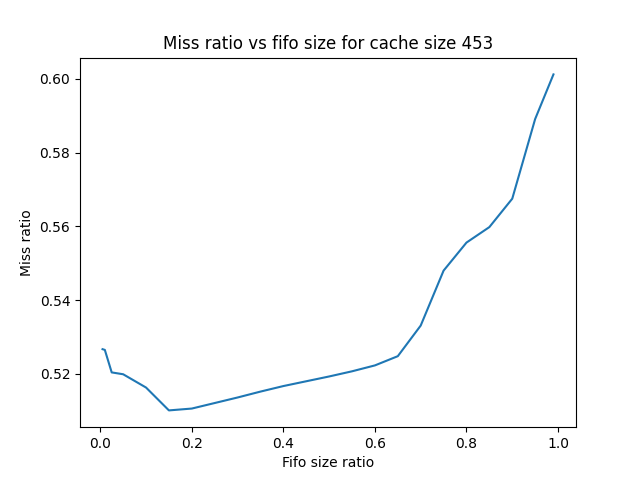 Miss ratio vs fifo size for cache size 453
0.60
0.58
0.56
0.54
0.52
Miss ratio
0.0 0.2 0.4 0.6 0.8 1.0
Fifo size ratio